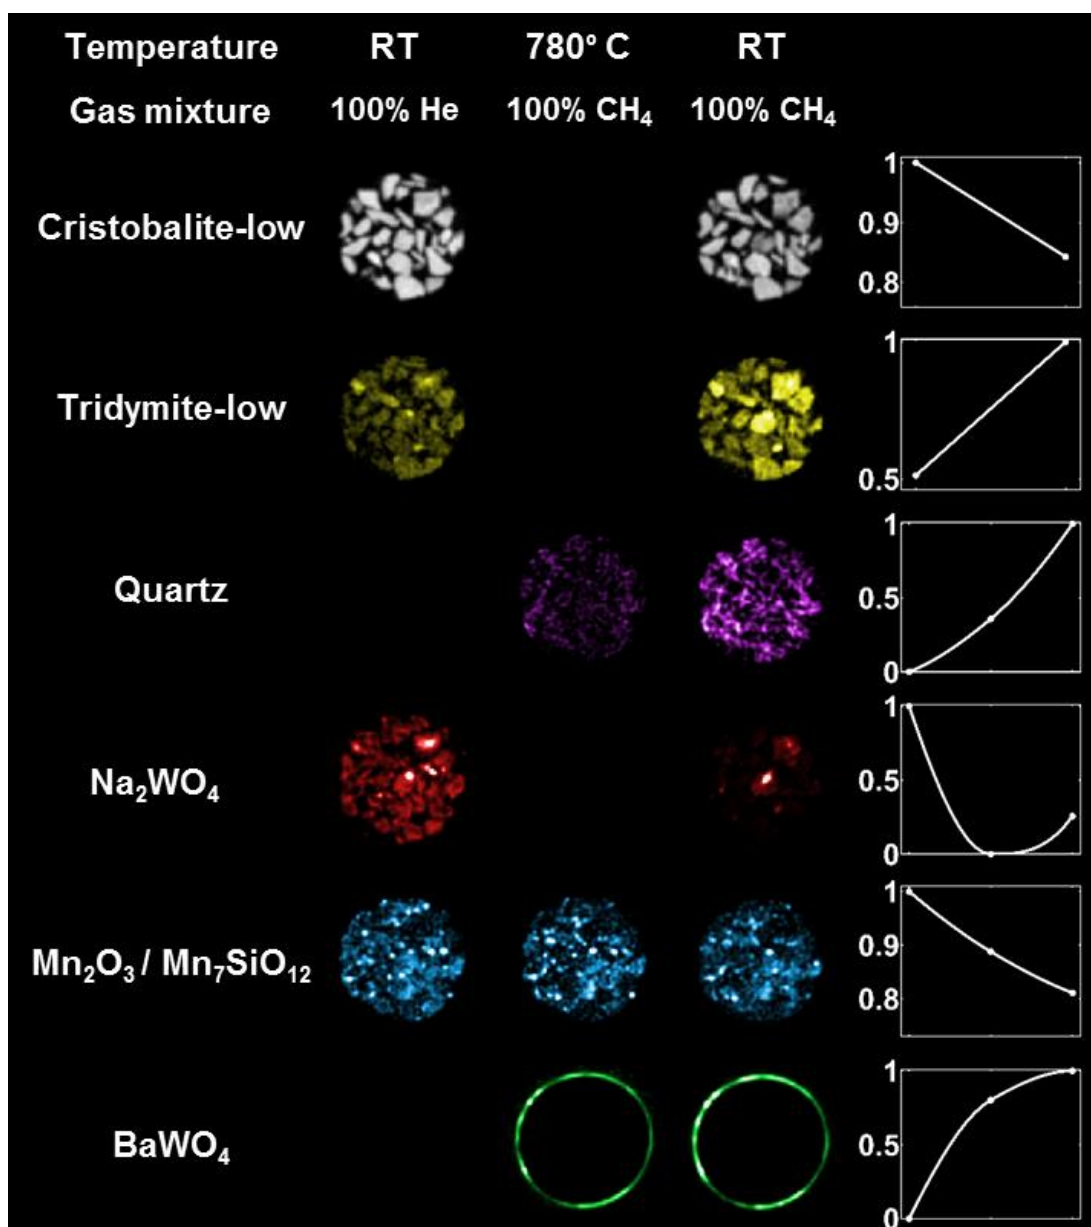 Temperature RT 780° C RT
Gas mixture 100% He 100% CH₄ 100% CH₄
1
Cristobalite-low 0.9
0.8
1
Tridymite-low
0.5
1
Quartz 0.5
0
1
Na₂WO₄ 0.5
0
1
Mn₂O₃ / Mn₇SiO₁₂ 0.9
0.8
1
BaWO₄ 0.5
0